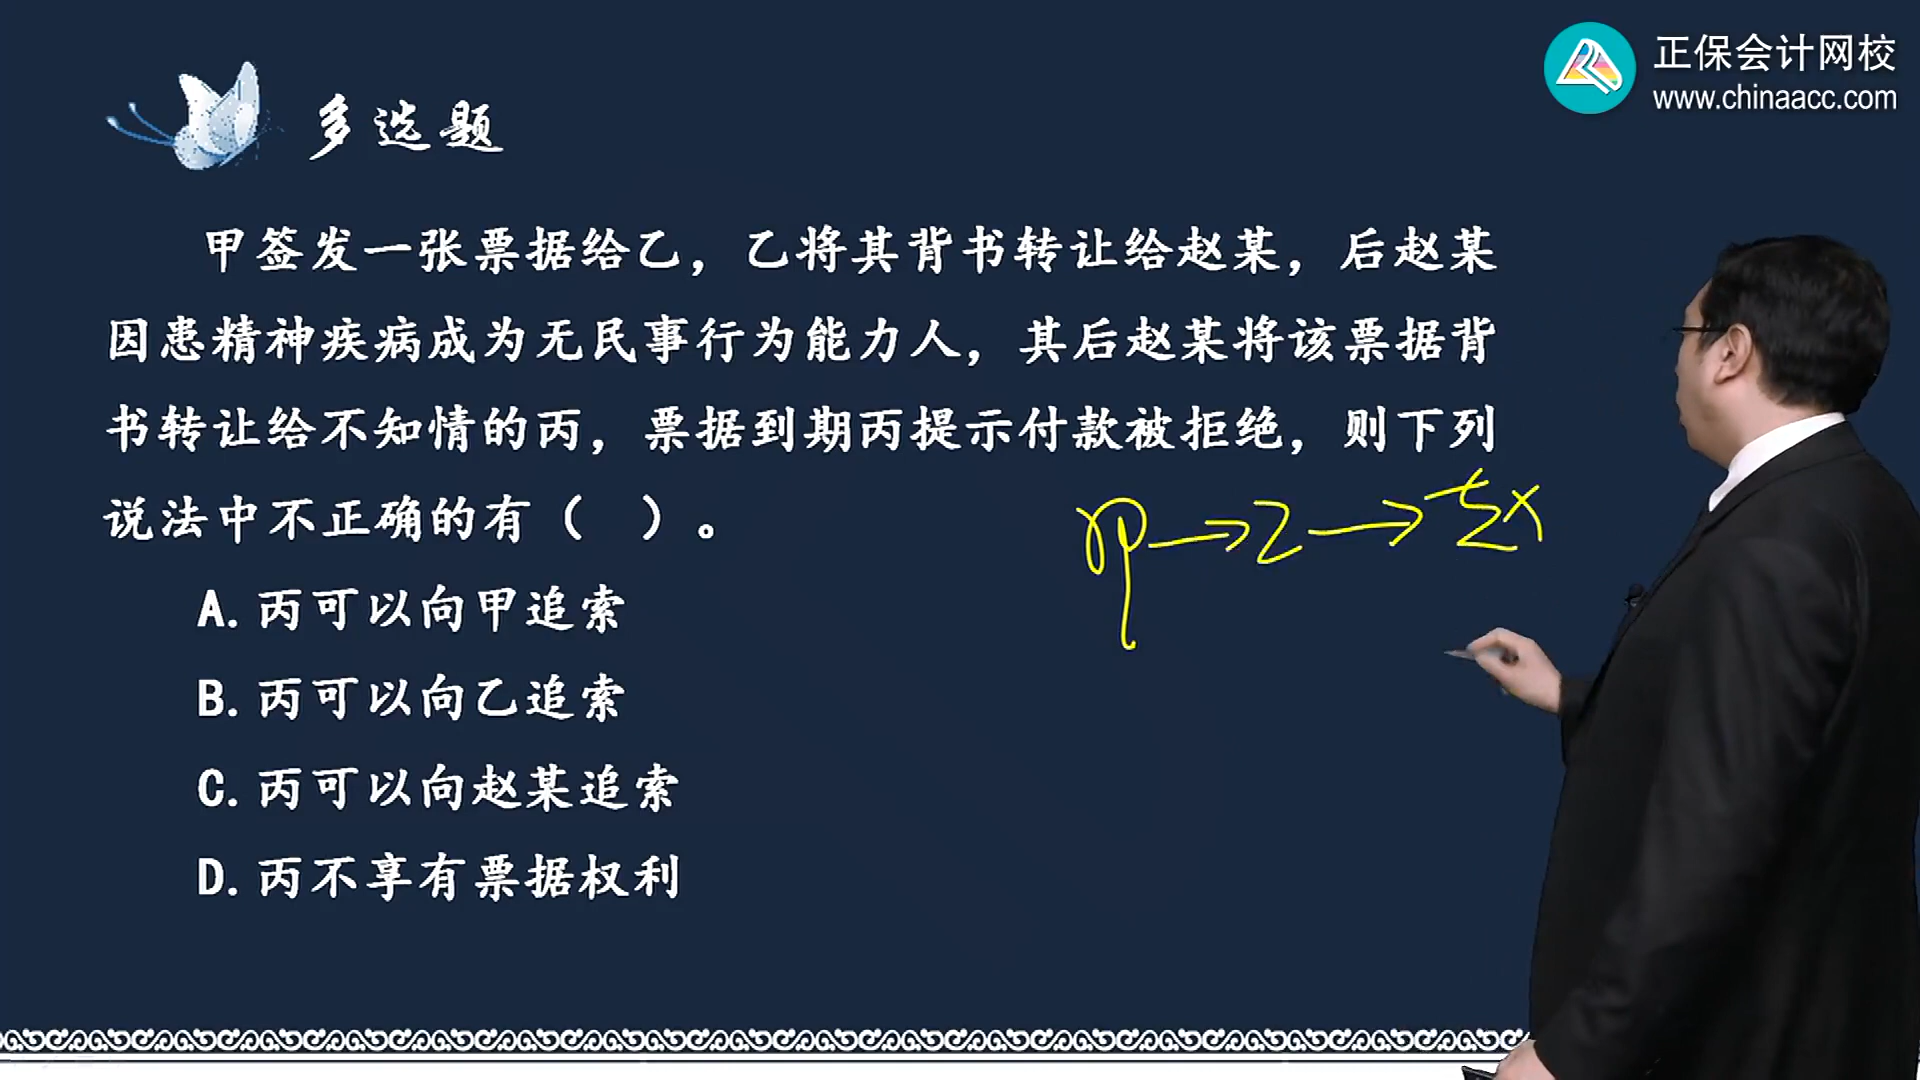 正保会计网校
www.chinaacc.com
多选题
甲签发一张票据给乙，乙将其背书转让给赵某，后赵某
因患精神疾病成为无民事行为能力人，其后赵某将该票据背
书转让给不知情的丙，票据到期丙提示付款被拒绝，则下列
说法中不正确的有（ ）。
甲→乙→赵
A.丙可以向甲追索
B.丙可以向乙追索
C.丙可以向赵某追索
D.丙不享有票据权利